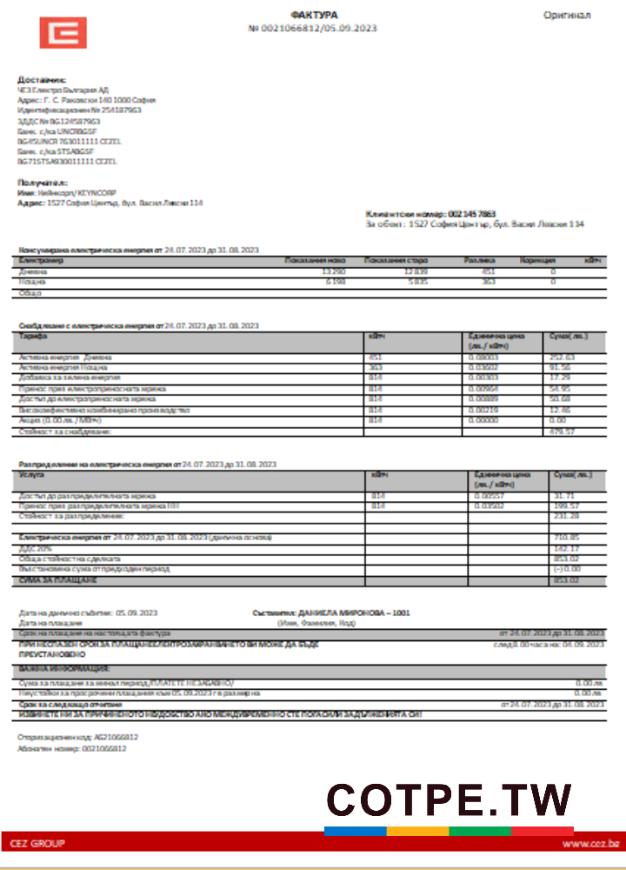 ФАКТУРА
Оригинал
№ 0021066812/05.09.2023
Доставчик:
ЧЕЗ Електро България АД
Адрес: Г. С. Раковски 140 1000 София
Идентификационен № 254187963
ЗДДС № BG124587963
Банк. с/ка UNCRBGSF
BG45UNCR 763011111 CEZEL
Банк. с/ка STSABGSF
BG71STSA930011111 CEZEL
Получател:
Име: Кейнкорп/ KEYNCORP
Адрес: 1527 София Център, бул. Васил Левски 114
Клиентски номер: 0021457863
За обект: 1527 София Център, бул. Васил Левски 114
Консумирана електрическа енергия от 24.07.2023 до 31.08.2023
Електромер Показания ново Показания старо Разлика Корекция кВтч
Дневна 13 290 12 839 451 0
Нощна 6 198 5 835 363 0
Общо
Снабдяване с електрическа енергия от 24.07.2023 до 31.08.2023
Тарифа кВтч Единична цена (лв./ кВтч) Сума( лв.)
Активна енергия Дневна 451 0.08003 252.63
Активна енергия Нощна 363 0.03602 91.56
Добавка за зелена енергия 814 0.00303 17.29
Пренос през електропреносната мрежа 814 0.00964 54.95
Достъп до електропреносната мрежа 814 0.00889 50.68
Високоефективно комбинирано производство 814 0.00219 12.46
Акциз (0.00 лв./ МВтч) 814 0.00000 0.00
Стойност за снабдяване: 479.57
Разпределение на електрическа енергия от 24.07.2023 до 31.08.2023
Услуга кВтч Единична цена (лв./ кВтч) Сума( лв.)
Достъп до разпределителната мрежа 814 0.00557 31.71
Пренос през разпределителната мрежа 814 0.03502 199.57
Стойност за разпределение: 231.28
Електрическа енергия от 24.07.2023 до 31.08.2023 (данъчна основа) 710.85
ДДС 20% 142.17
Обща стойност на сделката 853.02
Възстановена сума от предходен период (-) 0.00
СУМА ЗА ПЛАЩАНЕ 853.02
Дата на данъчно събитие: 05.09.2023 Съставител: ДАНИЕЛА МИРОНОВА – 1001
Дата на плащане (Име, Фамилия, Код)
Срок на плащане на настоящата фактура от 24.07.2023 до 31.08.2023
ПРИ НЕСПАЗЕН СРОК ЗА ПЛАЩАНЕ ЕЛЕКТРОЗАХРАНВАНЕТО ВИ МОЖЕ ДА БЪДЕ след 8.00 часа на: 04.09.2023
ПРЕУСТАНОВЕНО
ВАЖНА ИНФОРМАЦИЯ:
Сума за плащане за минал период/ПЛАТЕТЕ НЕЗАБАВНО/ 0.00 лв
Неустойки за просрочени плащания към 05.09.2023 г в размер на 0.00 лв.
Срок за следващо отчитане от 24.07.2023 до 31.08.2023
ИЗВИНЕТЕ НИ ЗА ПРИЧИНЕНОТО НЕУДОБСТВО АКО МЕЖДУВРЕМЕННО СТЕ ПОГАСИЛИ ЗАДЪЛЖЕНИЯТА СИ!
Оторизационен код: AG21066812
Абонатен номер: 0021066812
COTPE.TW
CEZ GROUP
www.cez.bg